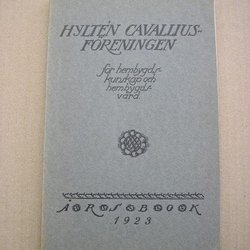 HYLTÉN CAVALLIUS-
FÖRENINGEN
för hembygds-
kunskap och
hembygds-
vård
ÅRSBOK
1923